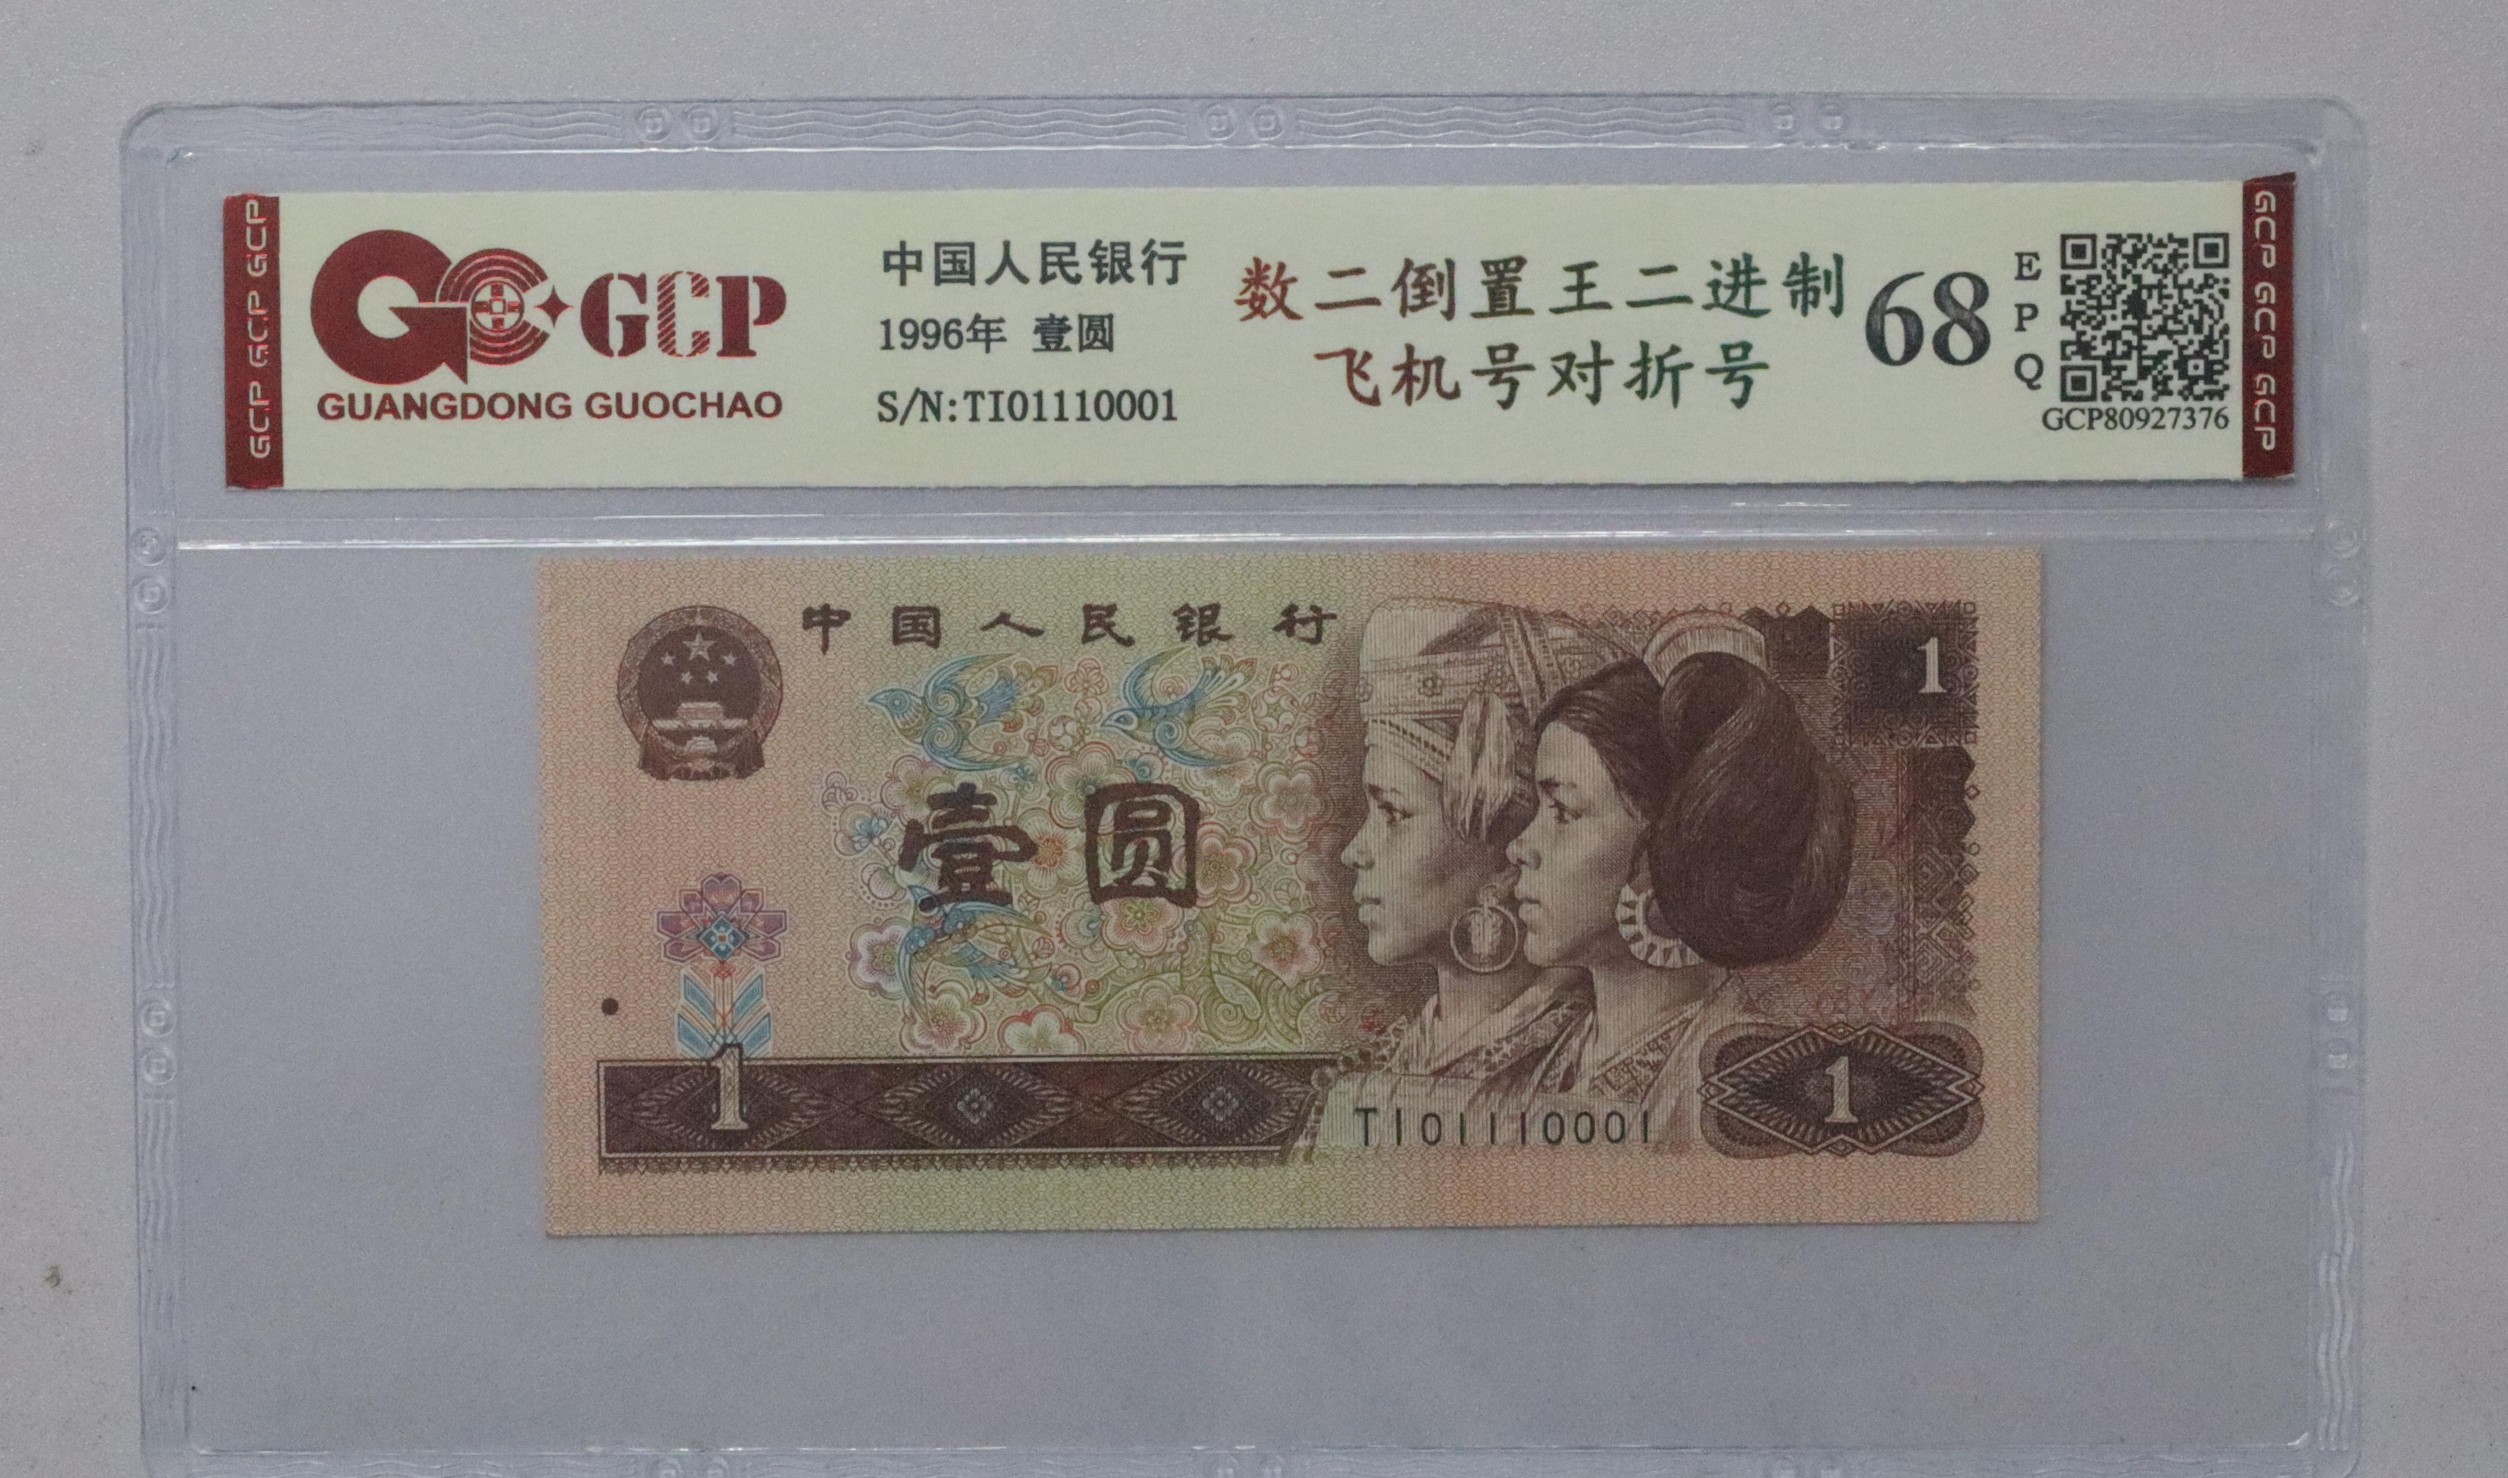 GCP GCP GCP
GCP
GUANGDONG GUOCHAO
中国人民银行
1996年 壹圆
S/N:TI01110001
数二倒置王二进制
飞机号对折号
68
E
P
Q
GCP80927376
GCP GCP GCP
中国人民银行
1
壹圆
1
TI01110001
1